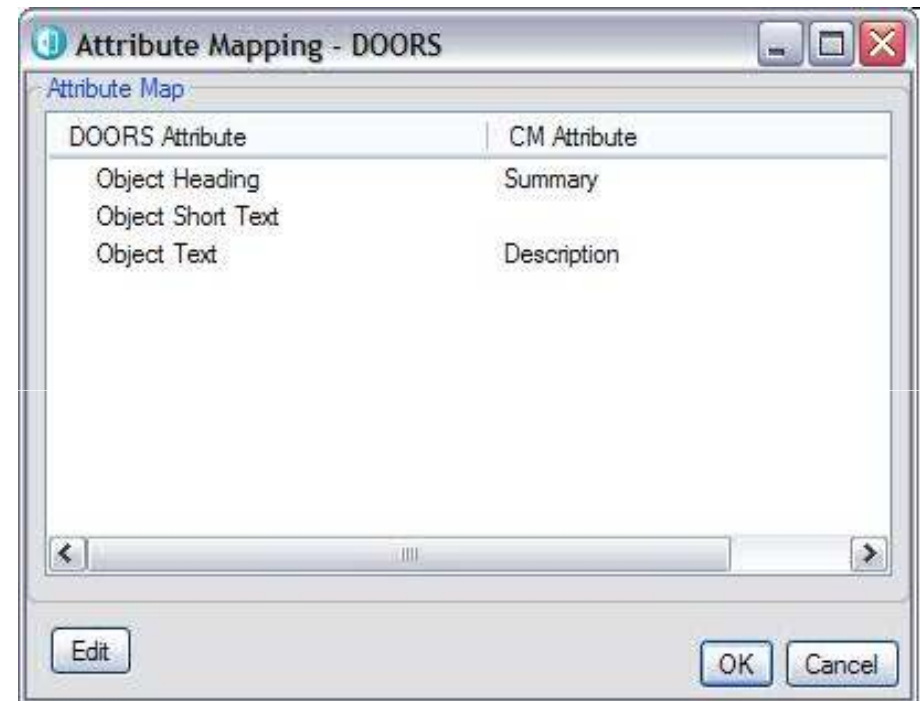 Attribute Mapping - DOORS
Attribute Map
DOORS Attribute CM Attribute
Object Heading Summary
Object Short Text
Object Text Description
Edit OK Cancel